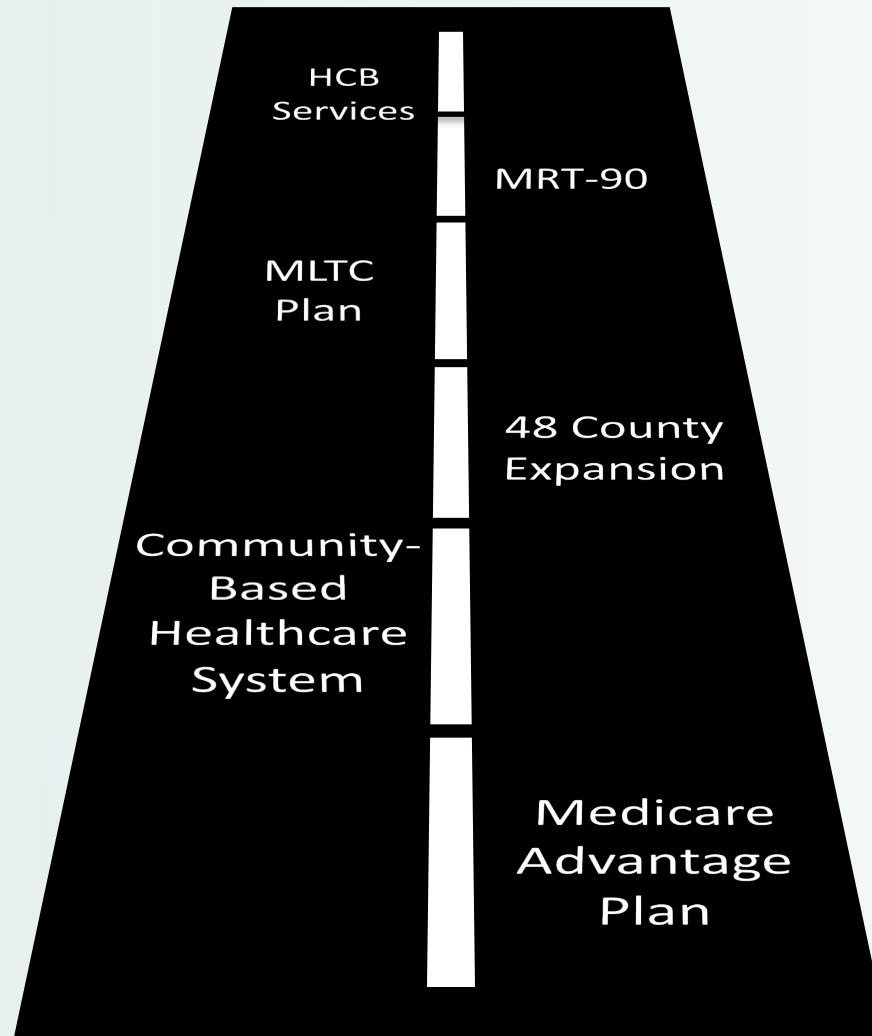 HCB
Services
MRT-90
MLTC
Plan
48 County
Expansion
Community-
Based
Healthcare
System
Medicare
Advantage
Plan